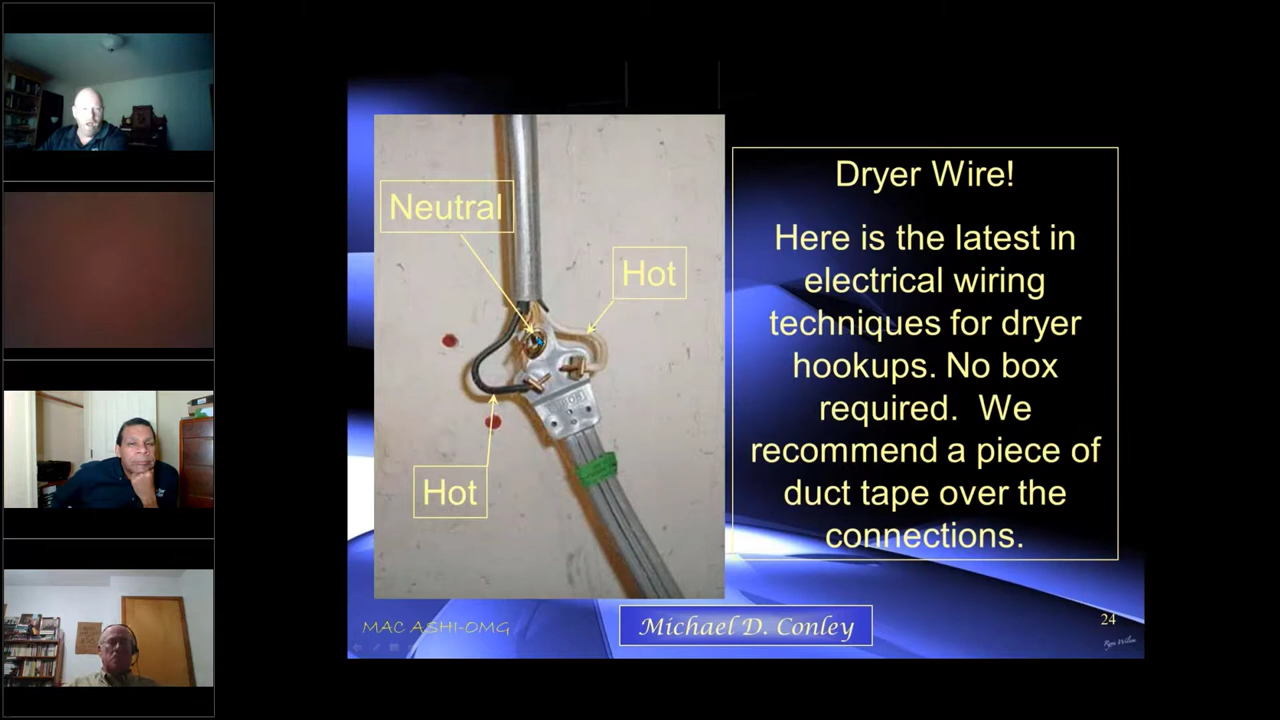 Dryer Wire!
Here is the latest in
electrical wiring
techniques for dryer
hookups. No box
required. We
recommend a piece of
duct tape over the
connections.
Neutral
Hot
Hot
MAC ASHI-OMG
Michael D. Conley
24